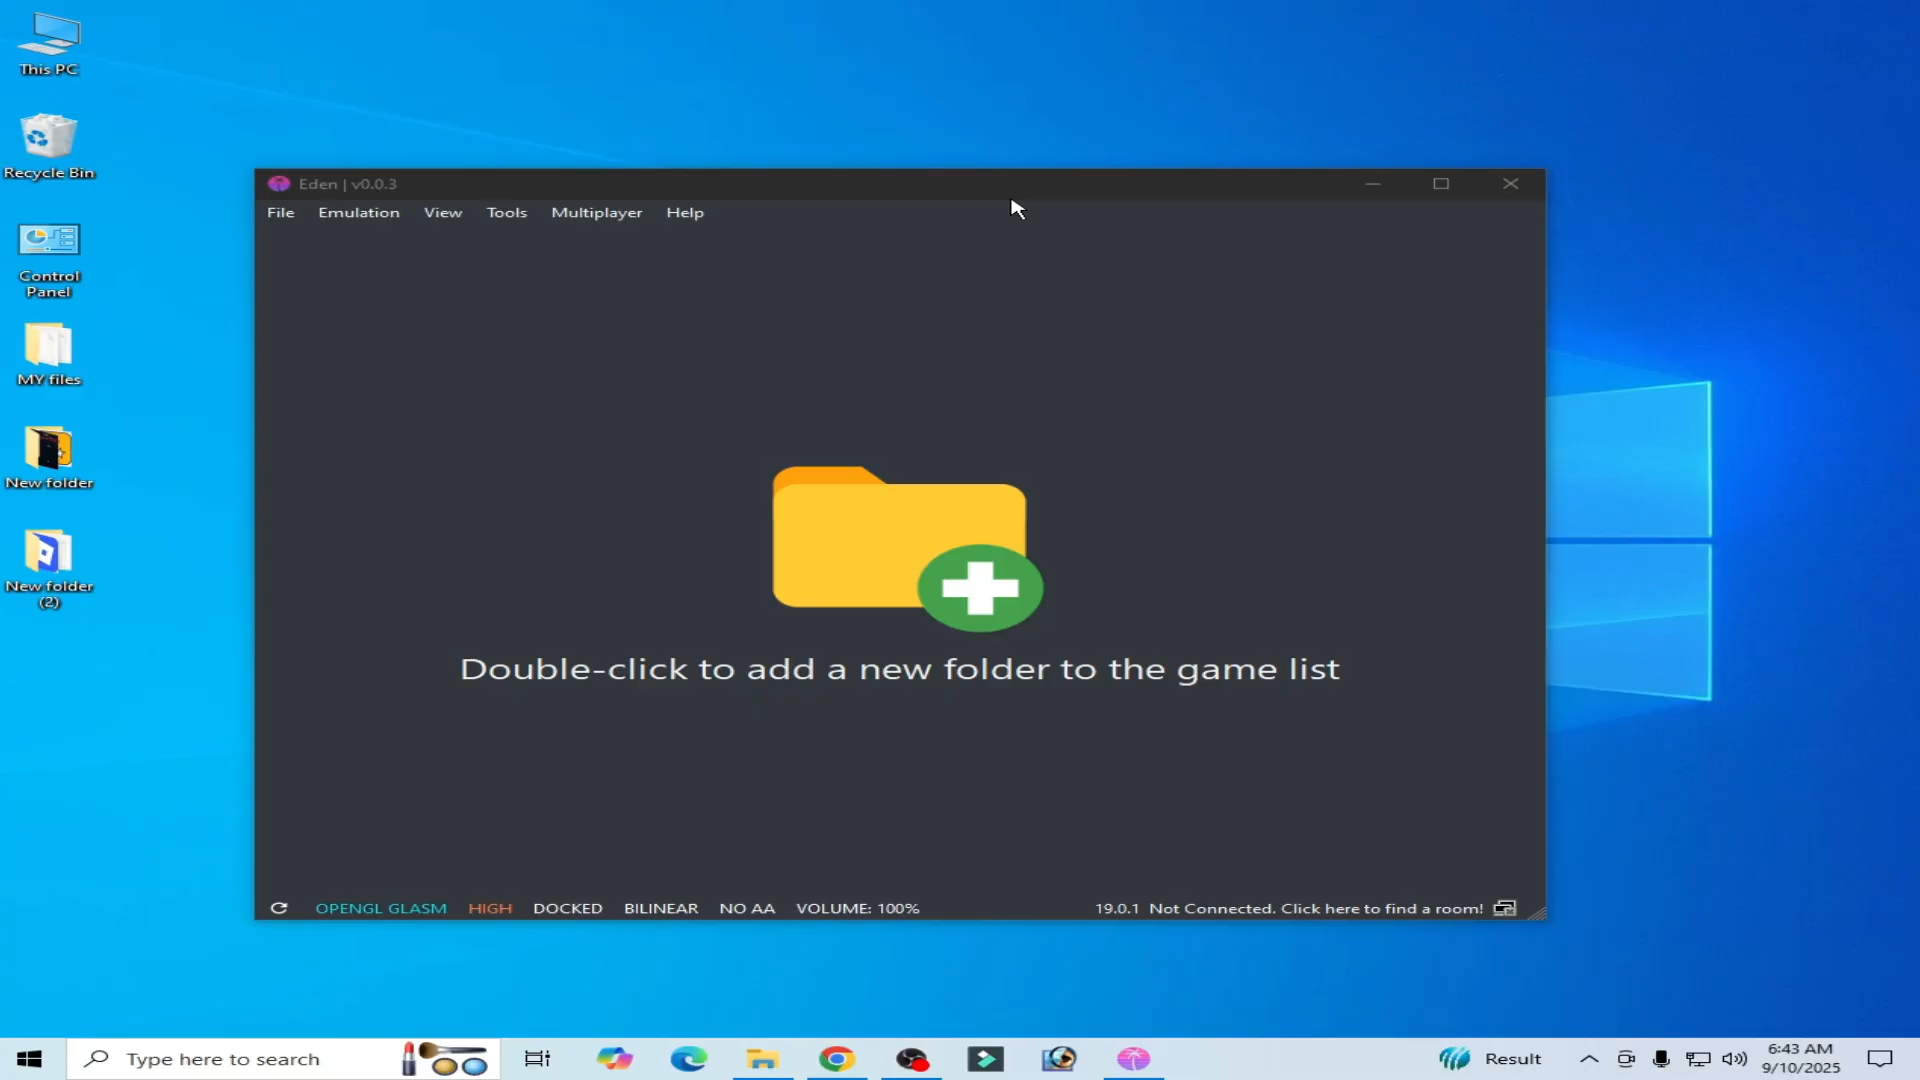 This PC
Recycle Bin
Control
Panel
MY files
New folder
New folder
(2)
Eden | v0.0.3
File Emulation View Tools Multiplayer Help
Double-click to add a new folder to the game list
OPENGL GLASM HIGH DOCKED BILINEAR NO AA VOLUME: 100% 19.0.1 Not Connected. Click here to find a room!
Type here to search
Result
6:43 AM
9/10/2025